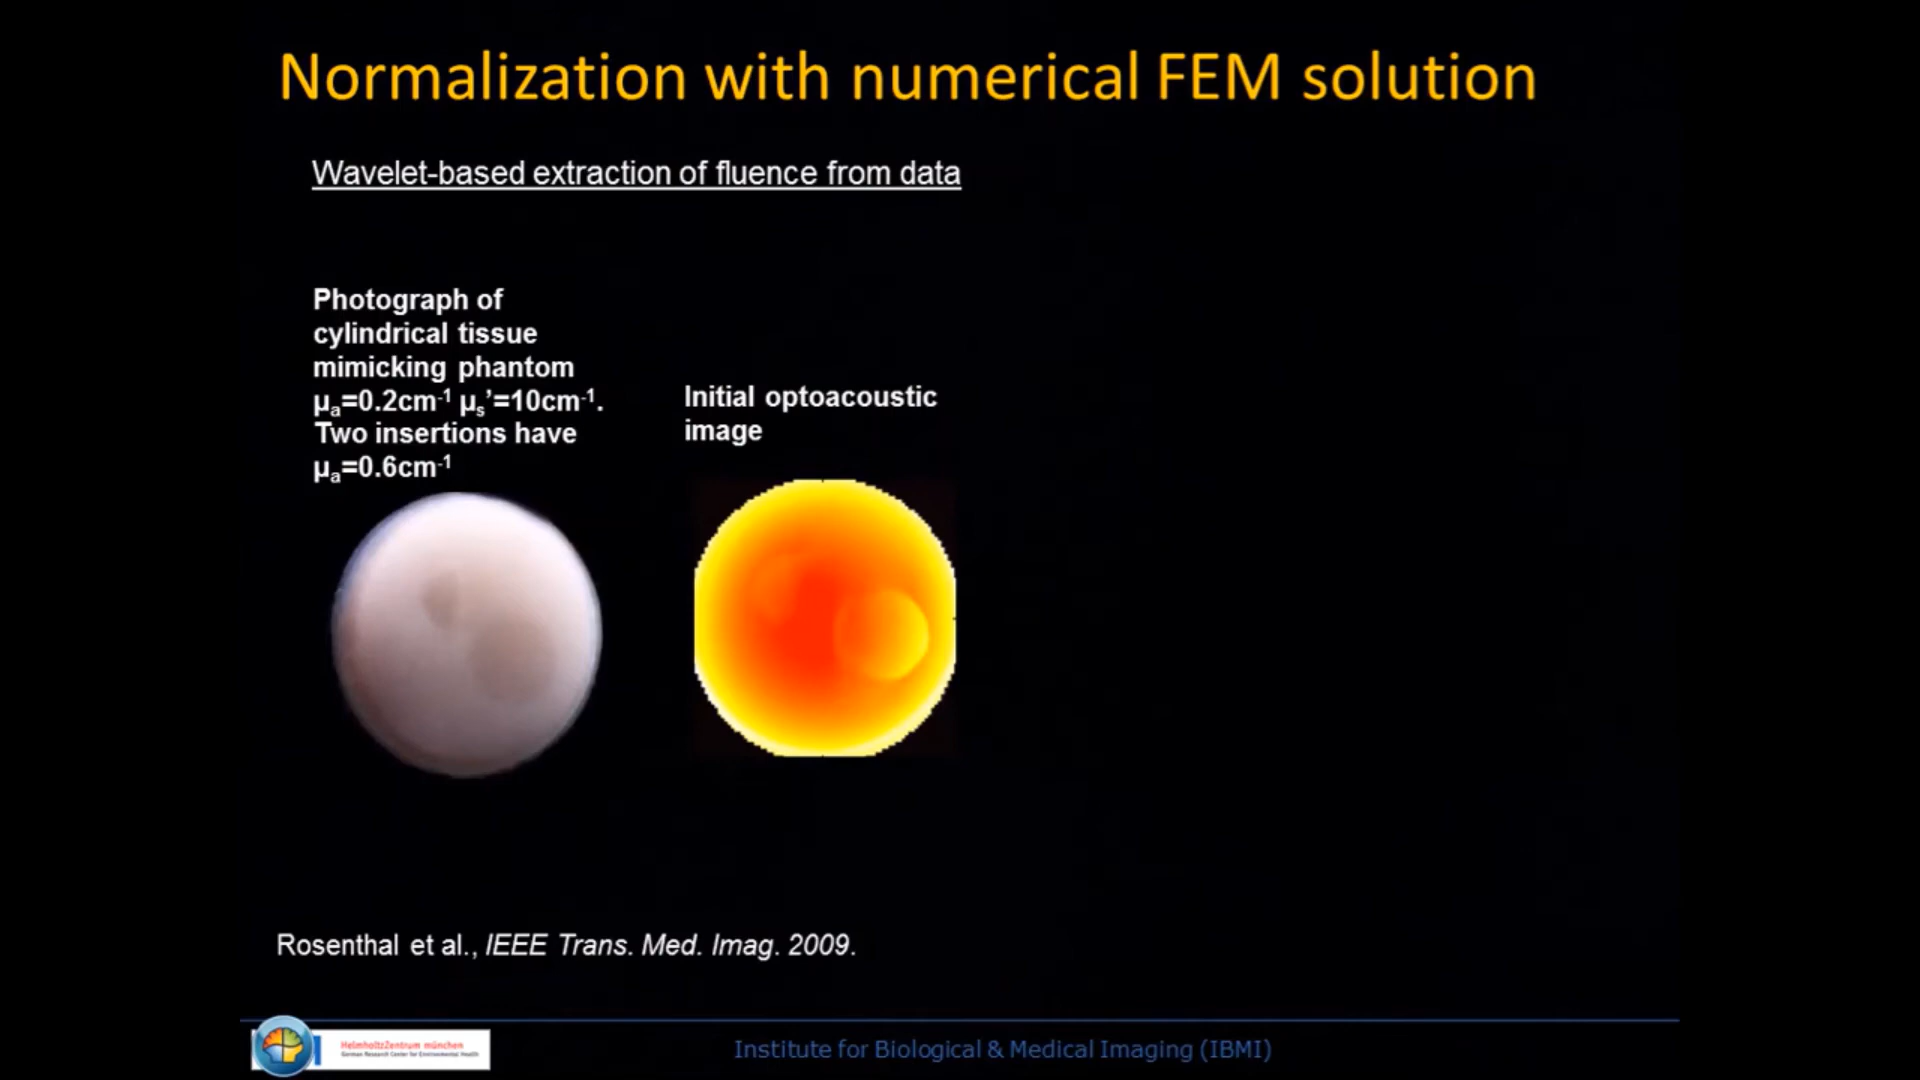 Normalization with numerical FEM solution
Wavelet-based extraction of fluence from data
Photograph of
cylindrical tissue
mimicking phantom
µₐ=0.2cm⁻¹ µₛ’=10cm⁻¹.
Two insertions have
µₐ=0.6cm⁻¹
Initial optoacoustic
image
Rosenthal et al., IEEE Trans. Med. Imag. 2009.
HelmholtzZentrum münchen
German Research Center for Environmental Health
Institute for Biological & Medical Imaging (IBMI)